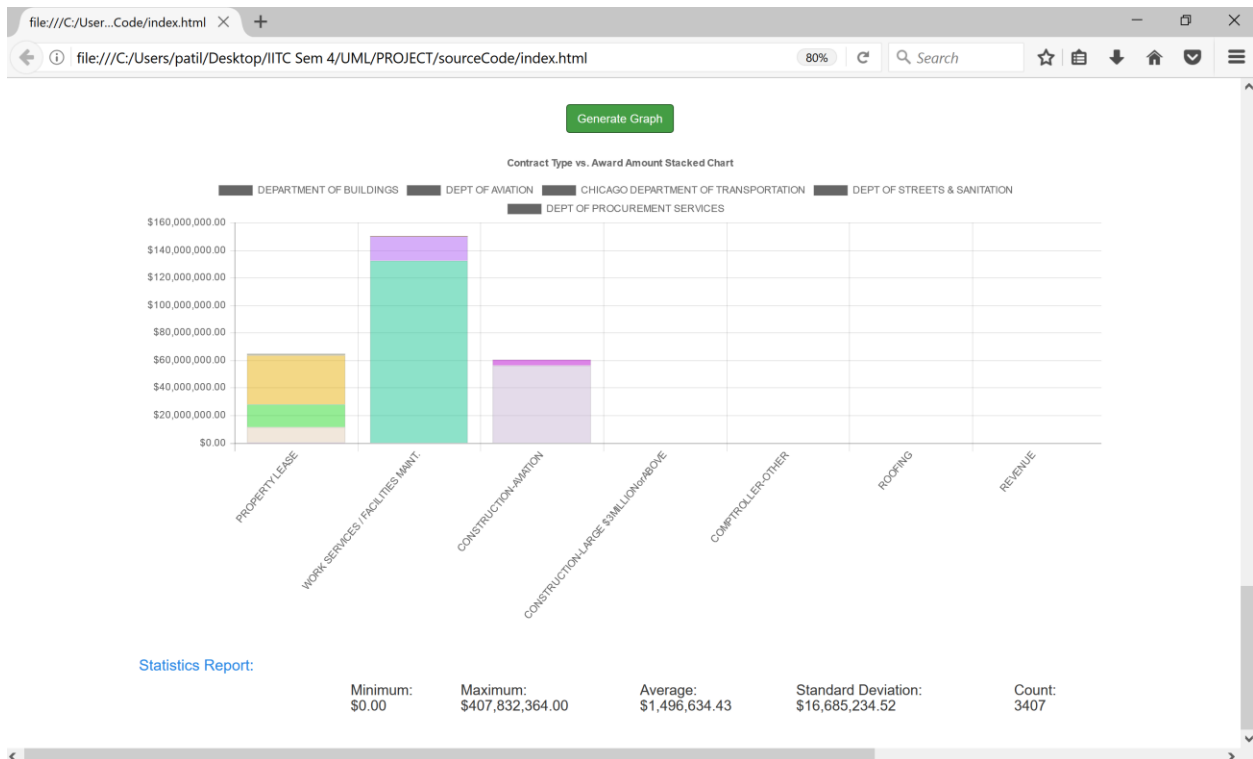 file:///C:/User...Code/index.html
file:///C:/Users/patil/Desktop/IITC Sem 4/UML/PROJECT/sourceCode/index.html 80% Search
Generate Graph
Contract Type vs. Award Amount Stacked Chart
DEPARTMENT OF BUILDINGS DEPT OF AVIATION CHICAGO DEPARTMENT OF TRANSPORTATION DEPT OF STREETS & SANITATION
DEPT OF PROCUREMENT SERVICES
$160,000,000.00
$140,000,000.00
$120,000,000.00
$100,000,000.00
$80,000,000.00
$60,000,000.00
$40,000,000.00
$20,000,000.00
$0.00
PROPERTY LEASE
WORK SERVICES / FACILITIES MAINT.
CONSTRUCTION-AVIATION
CONSTRUCTION-LARGE $3MILLIONorABOVE
COMPTROLLER-OTHER
ROOFING
REVENUE
Statistics Report:
Minimum: Maximum: Average: Standard Deviation: Count:
$0.00 $407,832,364.00 $1,496,634.43 $16,685,234.52 3407